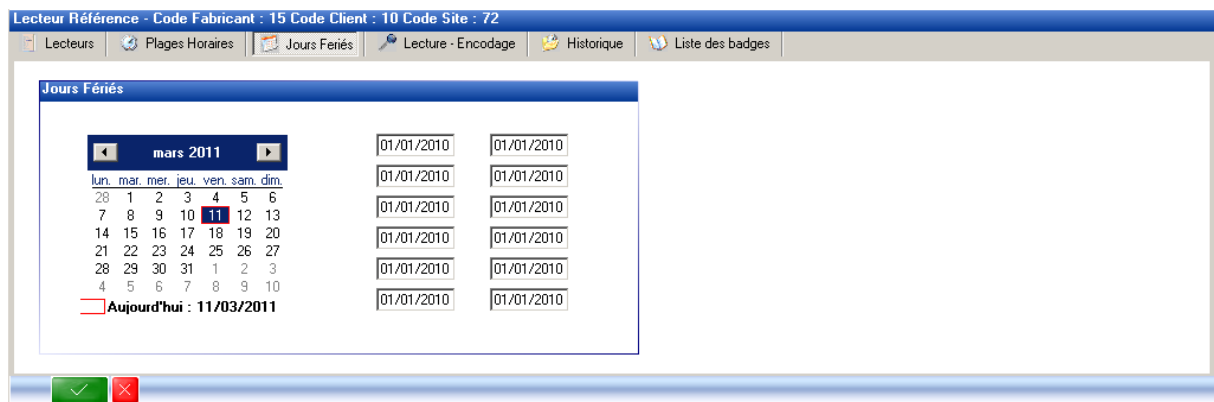 Lecteur Référence - Code Fabricant : 15 Code Client : 10 Code Site : 72
Lecteurs Plages Horaires Jours Feriés Lecture - Encodage Historique Liste des badges
Jours Fériés
mars 2011
lun. mar. mer. jeu. ven. sam. dim.
28 1 2 3 4 5 6
7 8 9 10 11 12 13
14 15 16 17 18 19 20
21 22 23 24 25 26 27
28 29 30 31 1 2 3
4 5 6 7 8 9 10
Aujourd'hui : 11/03/2011
01/01/2010 01/01/2010
01/01/2010 01/01/2010
01/01/2010 01/01/2010
01/01/2010 01/01/2010
01/01/2010 01/01/2010
01/01/2010 01/01/2010